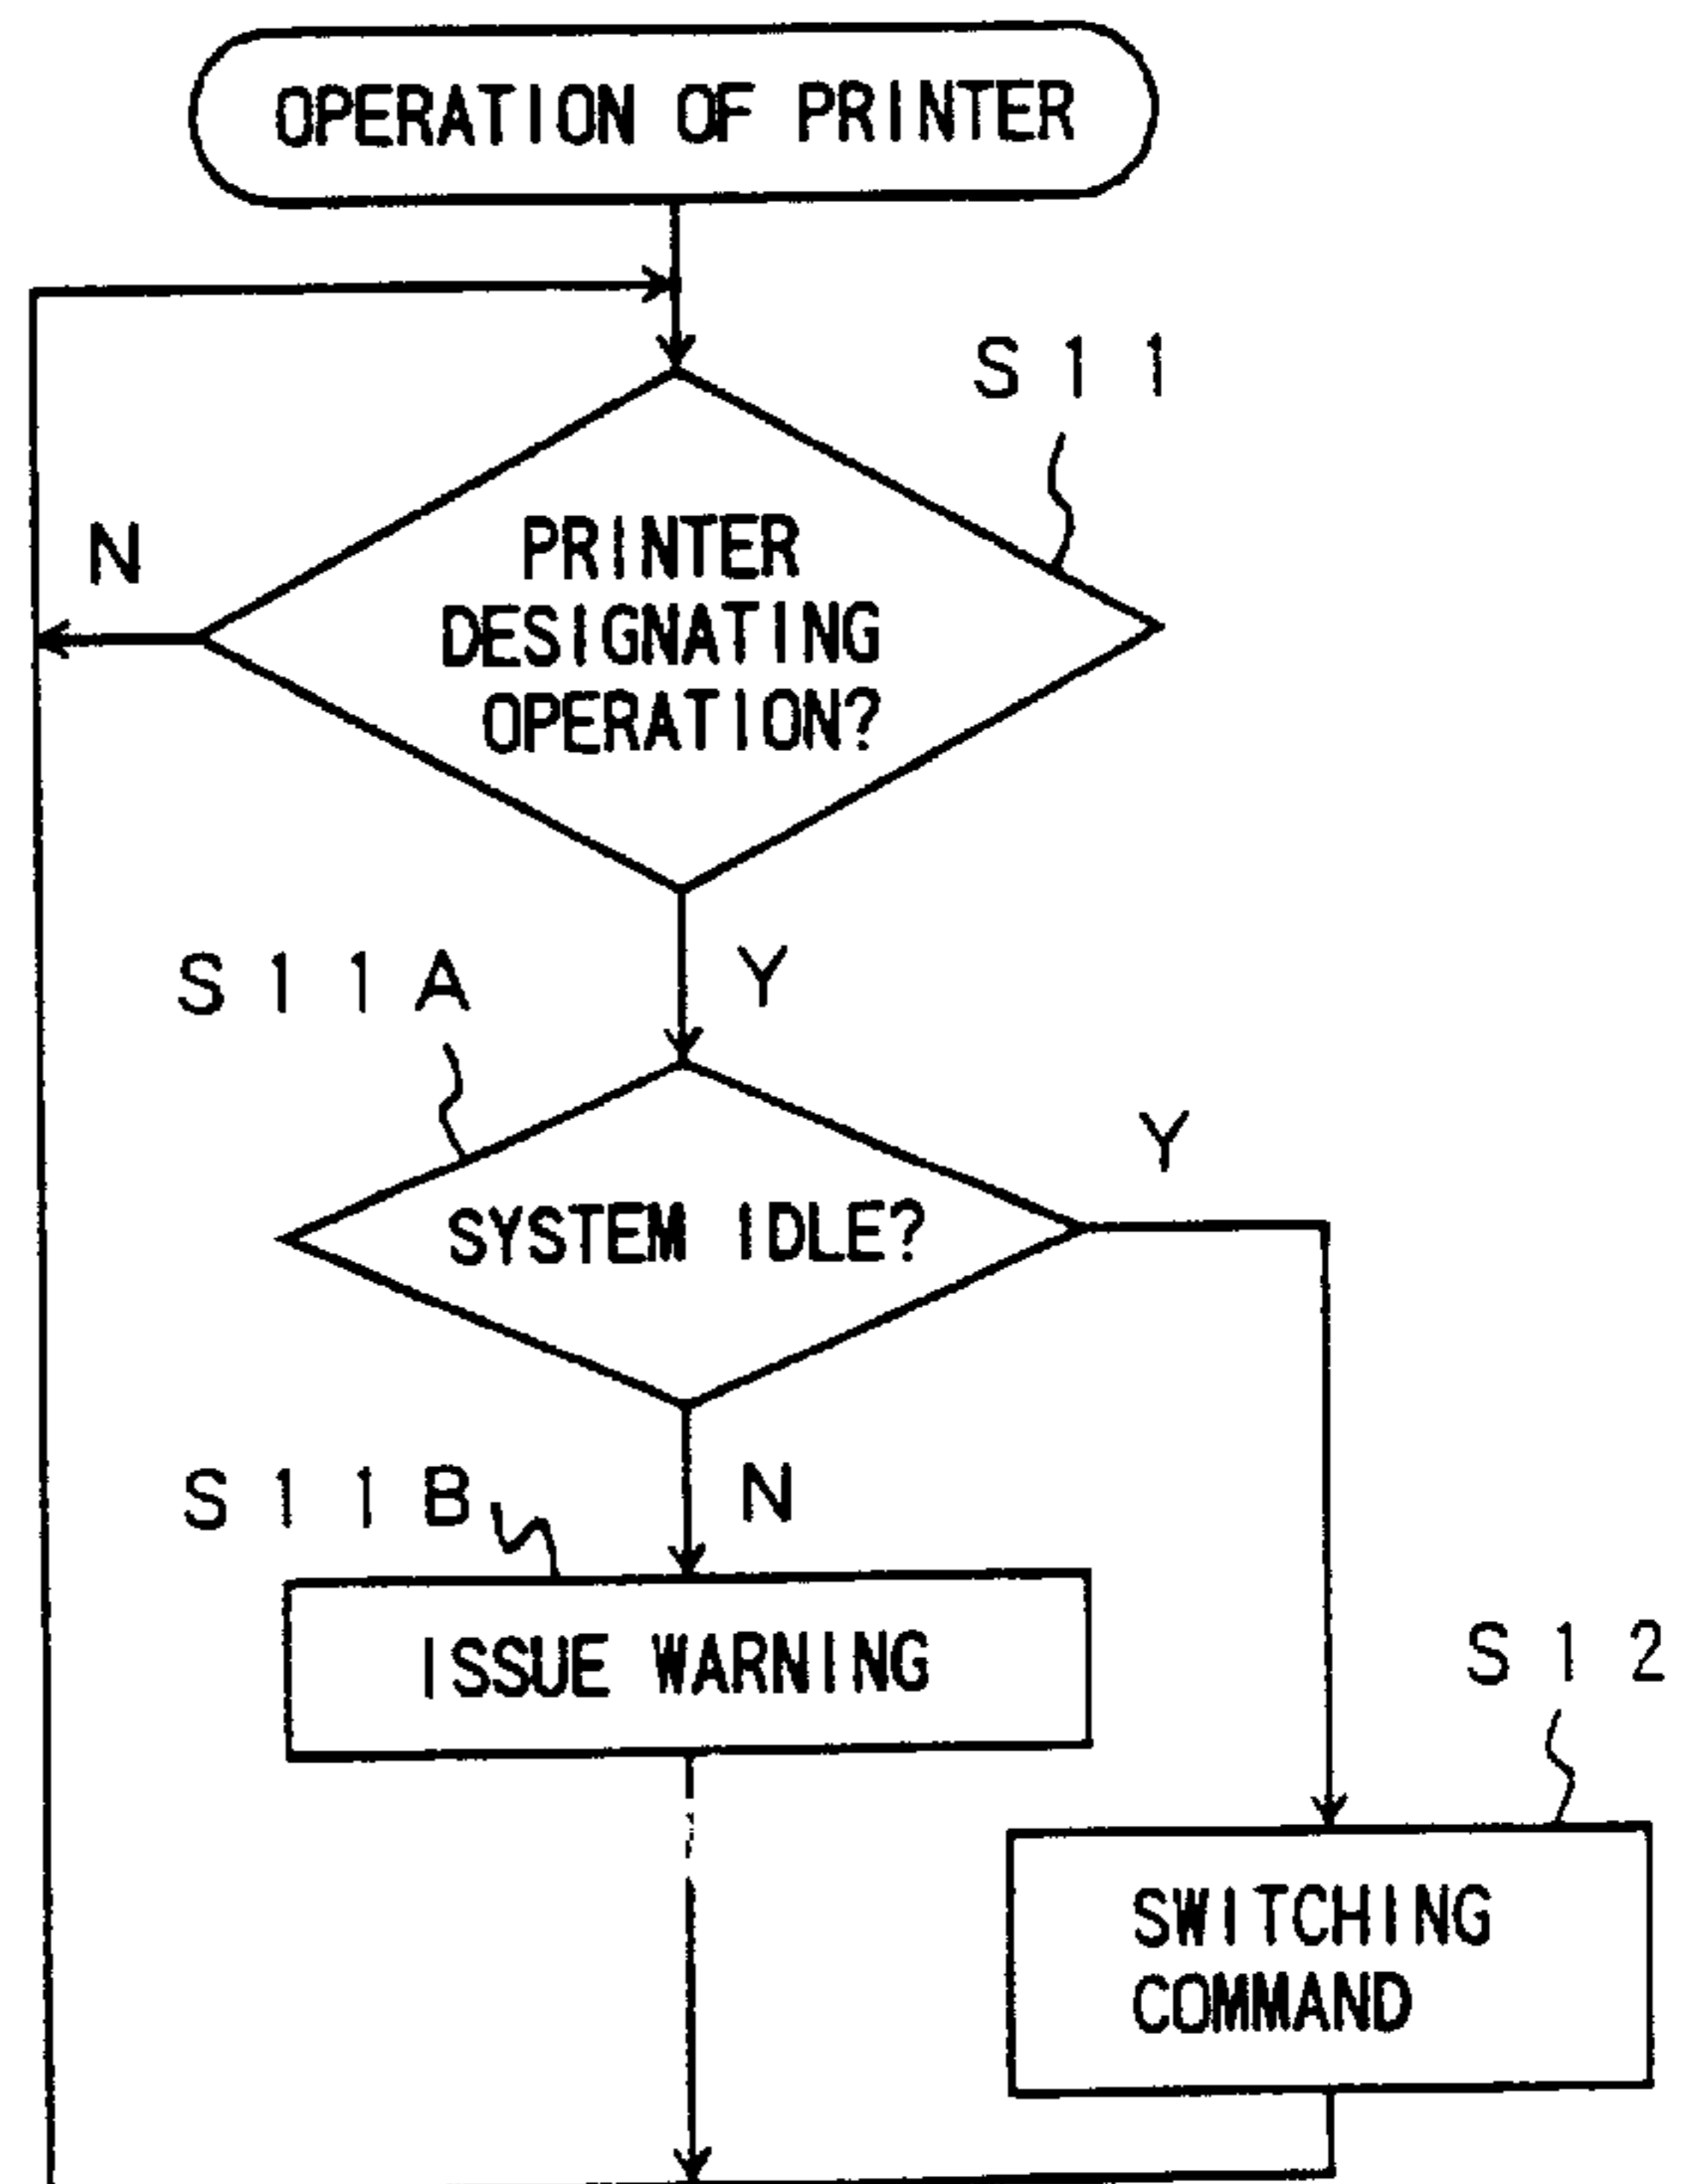 OPERATION OF PRINTER
S11
N
PRINTER
DESIGNATING
OPERATION?
S11A
Y
Y
SYSTEM IDLE?
S11B
N
ISSUE WARNING
S12
SWITCHING
COMMAND